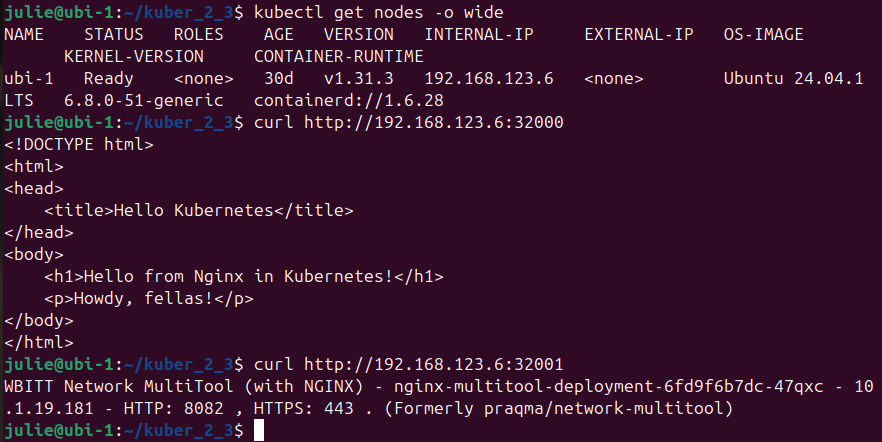 julie@ubi-1:~/kuber_2_3$ kubectl get nodes -o wide
NAME    STATUS   ROLES    AGE   VERSION   INTERNAL-IP     EXTERNAL-IP   OS-IMAGE
      KERNEL-VERSION     CONTAINER-RUNTIME
ubi-1   Ready    <none>   30d   v1.31.3   192.168.123.6   <none>        Ubuntu 24.04.1
LTS   6.8.0-51-generic   containerd://1.6.28
julie@ubi-1:~/kuber_2_3$ curl http://192.168.123.6:32000
<!DOCTYPE html>
<html>
<head>
    <title>Hello Kubernetes</title>
</head>
<body>
    <h1>Hello from Nginx in Kubernetes!</h1>
    <p>Howdy, fellas!</p>
</body>
</html>
julie@ubi-1:~/kuber_2_3$ curl http://192.168.123.6:32001
WBITT Network MultiTool (with NGINX) - nginx-multitool-deployment-6fd9f6b7dc-47qxc - 10
.1.19.181 - HTTP: 8082 , HTTPS: 443 . (Formerly praqma/network-multitool)
julie@ubi-1:~/kuber_2_3$